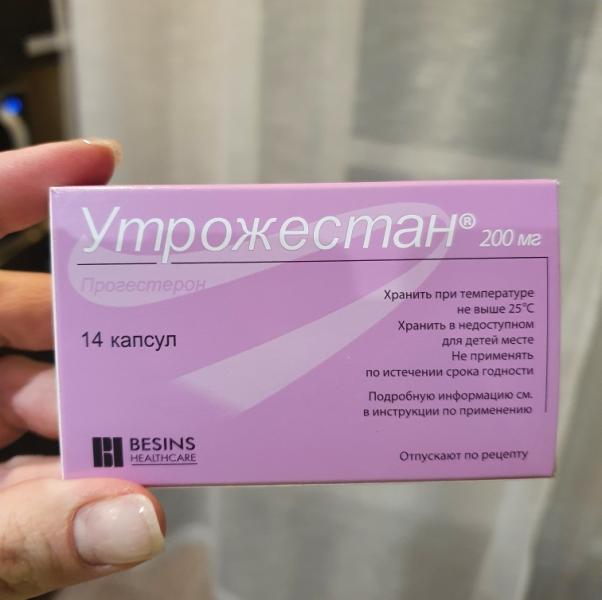 Утрожестан® 200 мг
Прогестерон
14 капсул
Хранить при температуре
не выше 25°С
Хранить в недоступном
для детей месте
Не применять
по истечении срока годности
Подробную информацию см.
в инструкции по применению
BESINS
HEALTHCARE
Отпускают по рецепту